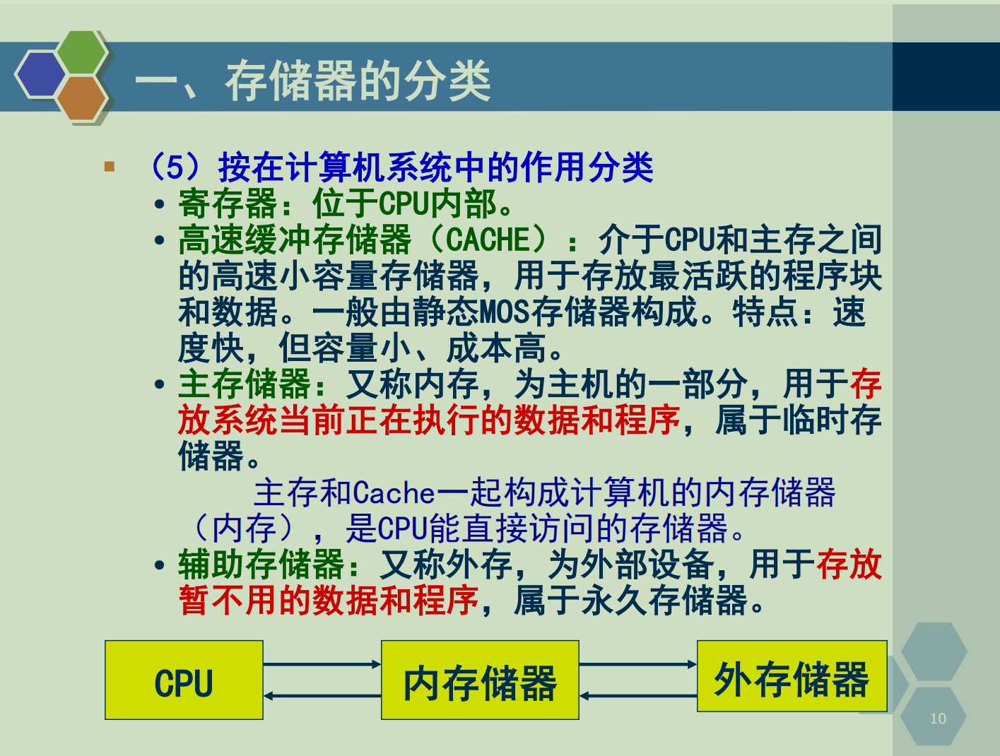 一、存储器的分类
（5）按在计算机系统中的作用分类
寄存器：位于CPU内部。
高速缓冲存储器（CACHE）：介于CPU和主存之间
的高速小容量存储器，用于存放最活跃的程序块
和数据。一般由静态MOS存储器构成。特点：速
度快，但容量小、成本高。
主存储器：又称内存，为主机的一部分，用于存
放系统当前正在执行的数据和程序，属于临时存
储器。
主存和Cache一起构成计算机的内存储器
（内存），是CPU能直接访问的存储器。
辅助存储器：又称外存，为外部设备，用于存放
暂不用的数据和程序，属于永久存储器。
CPU
内存储器
外存储器
10